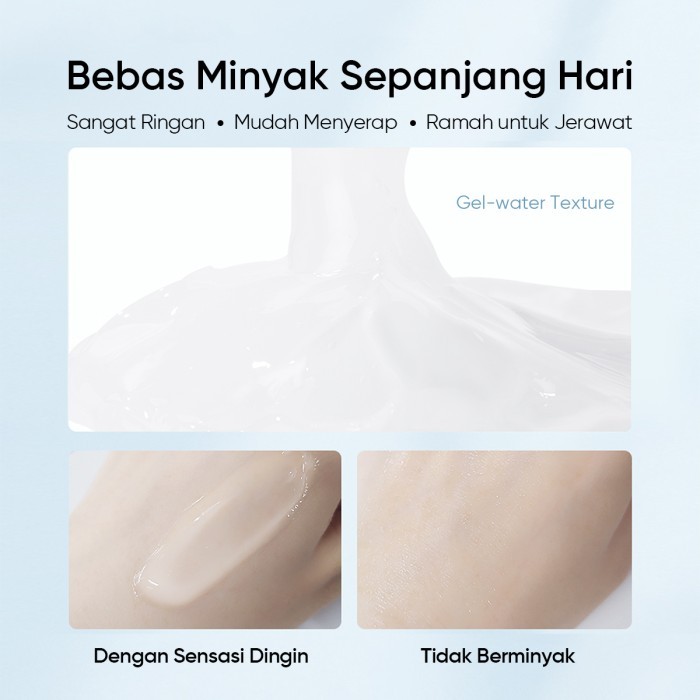 Bebas Minyak Sepanjang Hari
Sangat Ringan • Mudah Menyerap • Ramah untuk Jerawat
Gel-water Texture
Dengan Sensasi Dingin
Tidak Berminyak